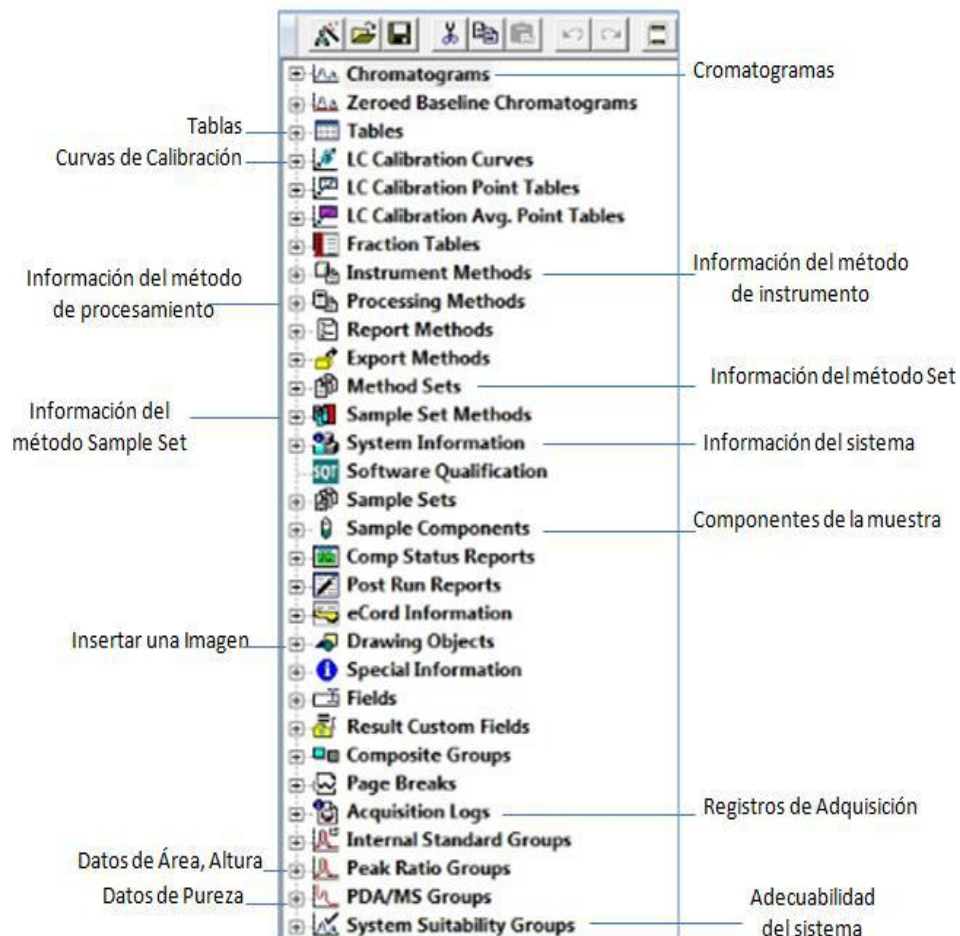 Chromatograms
Cromatogramas
Zeroed Baseline Chromatograms
Tablas
Tables
Curvas de Calibración
LC Calibration Curves
LC Calibration Point Tables
LC Calibration Avg. Point Tables
Fraction Tables
Instrument Methods
Información del método
de instrumento
Información del método
de procesamiento
Processing Methods
Report Methods
Export Methods
Method Sets
Información del método Set
Información del
método Sample Set
Sample Set Methods
System Information
Información del sistema
SQT Software Qualification
Sample Sets
Sample Components
Componentes de la muestra
Comp Status Reports
Post Run Reports
eCord Information
Insertar una Imagen
Drawing Objects
Special Information
Fields
Result Custom Fields
Composite Groups
Page Breaks
Acquisition Logs
Registros de Adquisición
Internal Standard Groups
Datos de Área, Altura
Peak Ratio Groups
Datos de Pureza
PDA/MS Groups
System Suitability Groups
Adecuabilidad
del sistema